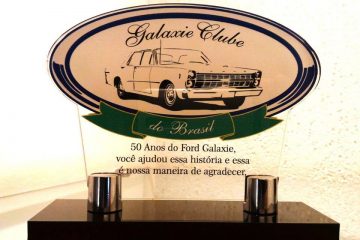 Galaxie Clube
do Brasil
50 Anos do Ford Galaxie,
você ajudou essa história e essa
é nossa maneira de agradecer.